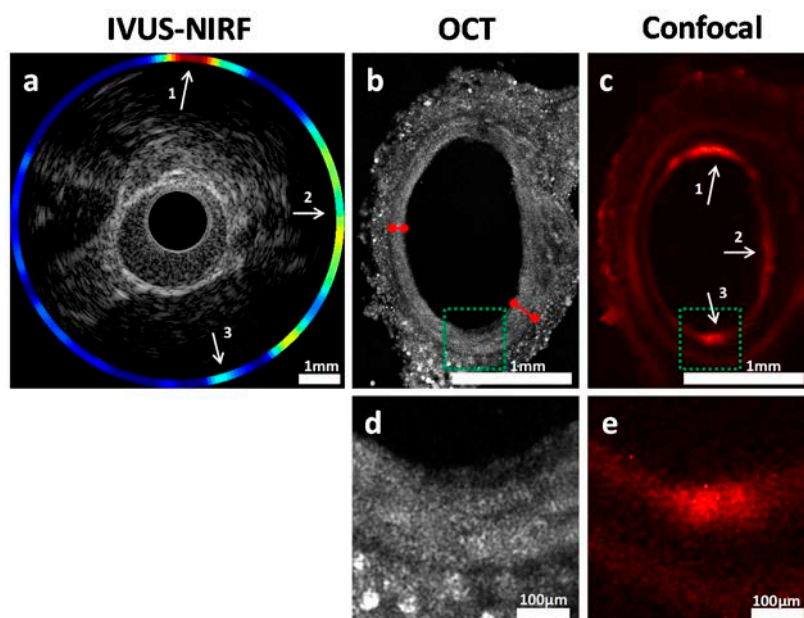 IVUS-NIRF OCT Confocal
a b c
1 1
2 2
3 3
1mm 1mm 1mm
d e
100μm 100μm